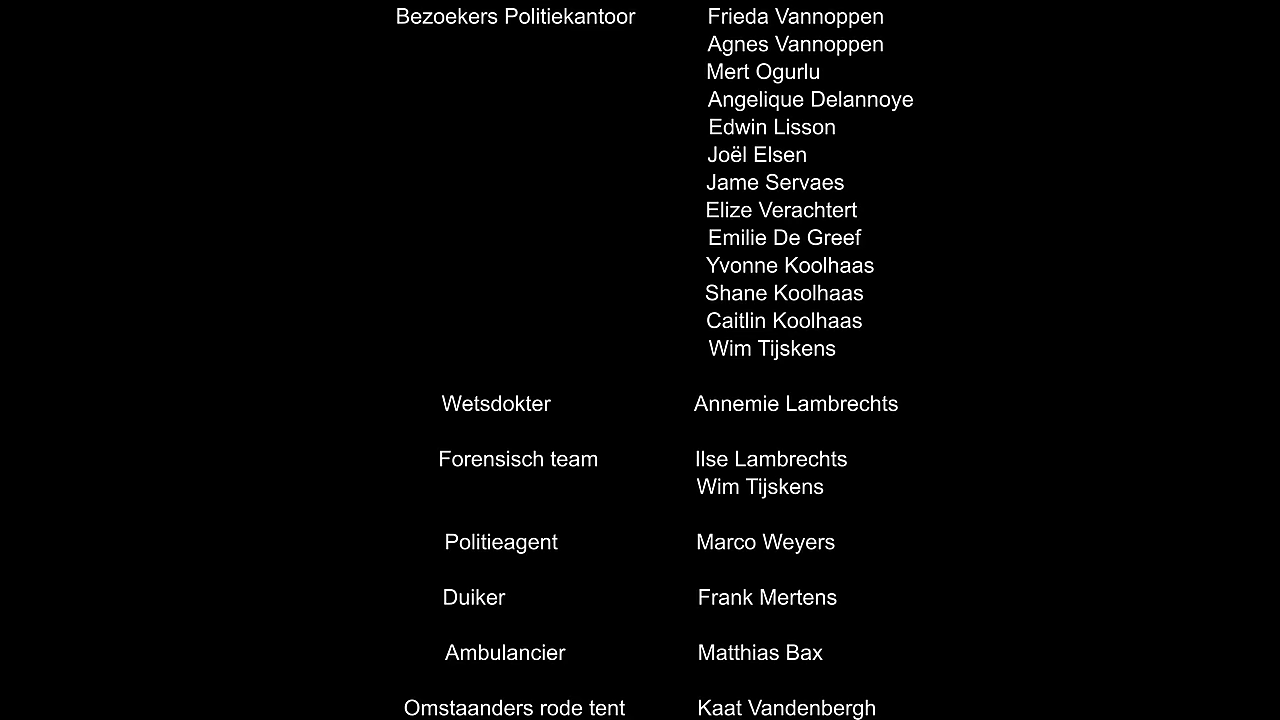 Bezoekers Politiekantoor Frieda Vannoppen
Agnes Vannoppen
Mert Ogurlu
Angelique Delannoye
Edwin Lisson
Joël Elsen
Jame Servaes
Elize Verachtert
Emilie De Greef
Yvonne Koolhaas
Shane Koolhaas
Caitlin Koolhaas
Wim Tijskens
Wetsdokter Annemie Lambrechts
Forensisch team Ilse Lambrechts
Wim Tijskens
Politieagent Marco Weyers
Duiker Frank Mertens
Ambulancier Matthias Bax
Omstaanders rode tent Kaat Vandenbergh